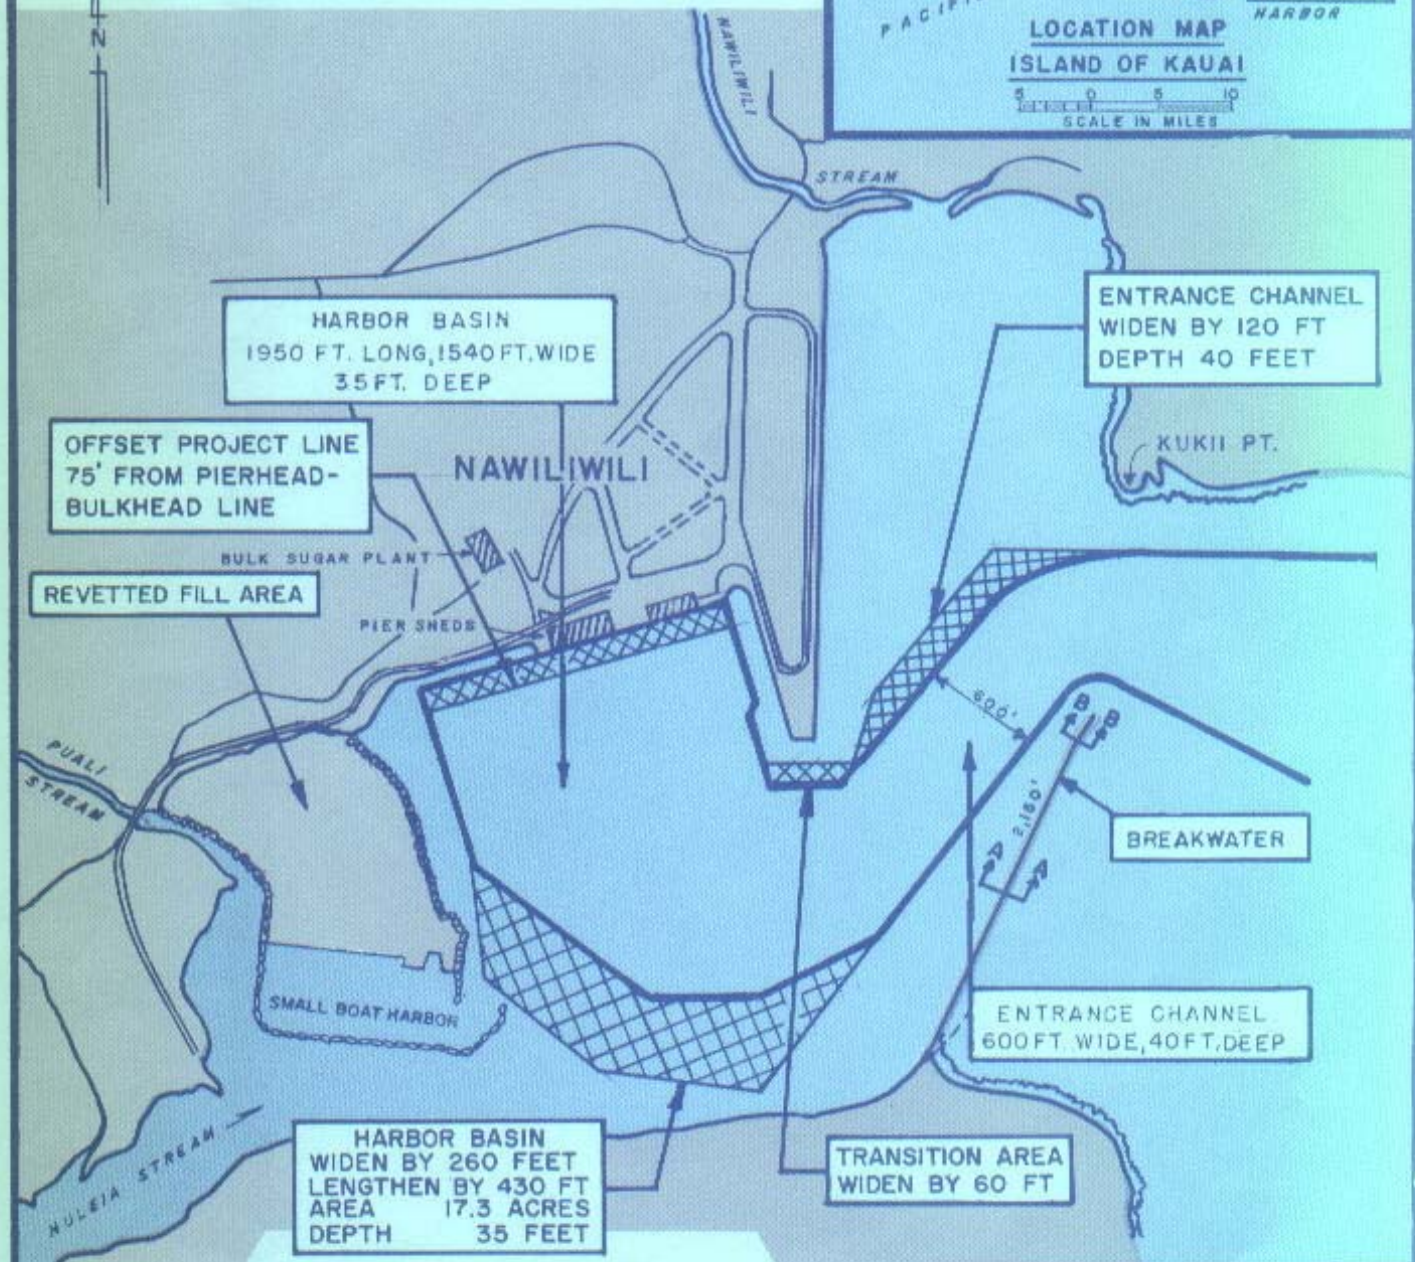 N
PACIFI
HARBOR
LOCATION MAP
ISLAND OF KAUAI
5 0 5 10
SCALE IN MILES
NAWILIWILI
STREAM
HARBOR BASIN
1950 FT. LONG, 1540 FT. WIDE
35 FT. DEEP
ENTRANCE CHANNEL
WIDEN BY 120 FT
DEPTH 40 FEET
OFFSET PROJECT LINE
75' FROM PIERHEAD-
BULKHEAD LINE
NAWILIWILI
KUKII PT.
BULK SUGAR PLANT
REVETTED FILL AREA
PIER SHEDS
600'
B B
PUALI
STREAM
2,150'
BREAKWATER
A A
SMALL BOAT HARBOR
ENTRANCE CHANNEL
600 FT. WIDE, 40 FT. DEEP
HULEIA STREAM
HARBOR BASIN
WIDEN BY 260 FEET
LENGTHEN BY 430 FT
AREA 17.3 ACRES
DEPTH 35 FEET
TRANSITION AREA
WIDEN BY 60 FT